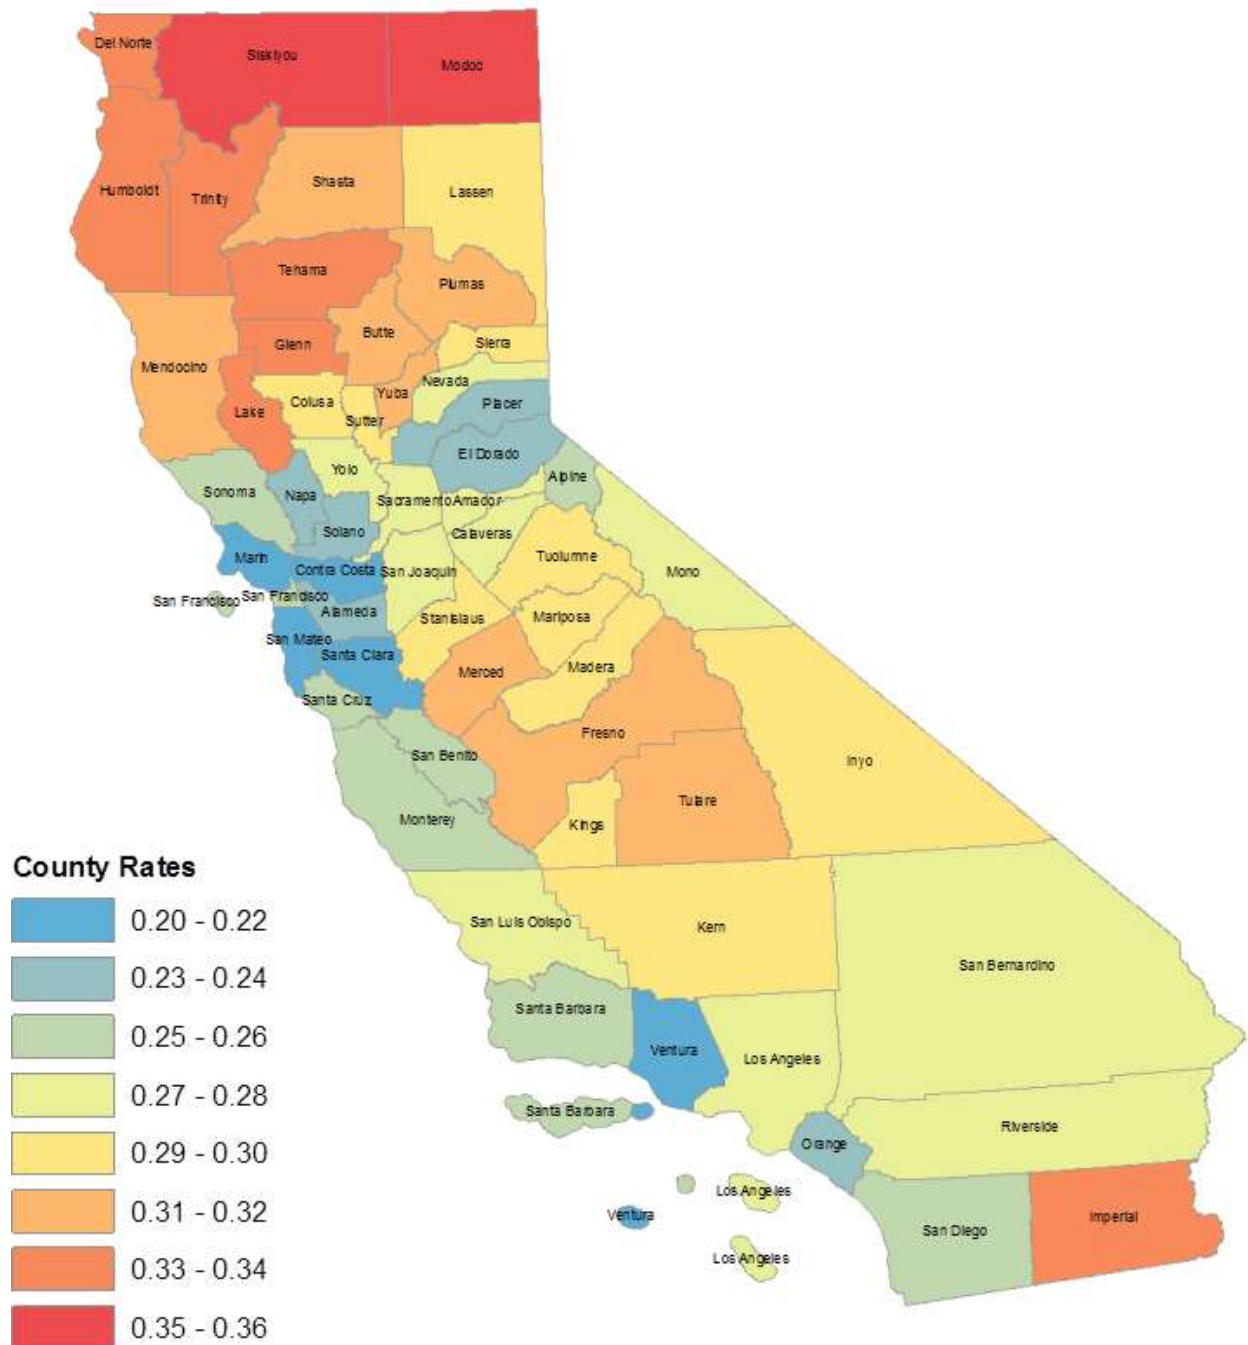 Del Norte
Siskiyou
Modoc
Humboldt
Trinity
Shasta
Lassen
Tehama
Plumas
Butte
Glenn
Sierra
Mendocino
Nevada
Yuba
Colusa
Placer
Lake
Sutter
El Dorado
Yolo
Alpine
Sonoma
Napa
Sacramento
Amador
Solano
Calaveras
Marin
Tuolumne
Contra Costa
San Joaquin
Mono
San Francisco
San Francisco
Alameda
Stanislaus
Mariposa
San Mateo
Santa Clara
Madera
Merced
Santa Cruz
Fresno
San Benito
Inyo
Tulare
Monterey
Kings
San Luis Obispo
Kern
San Bernardino
Santa Barbara
Ventura
Los Angeles
Santa Barbara
Riverside
Orange
Los Angeles
Ventura
San Diego
Imperial
Los Angeles
County Rates
0.20 - 0.22
0.23 - 0.24
0.25 - 0.26
0.27 - 0.28
0.29 - 0.30
0.31 - 0.32
0.33 - 0.34
0.35 - 0.36